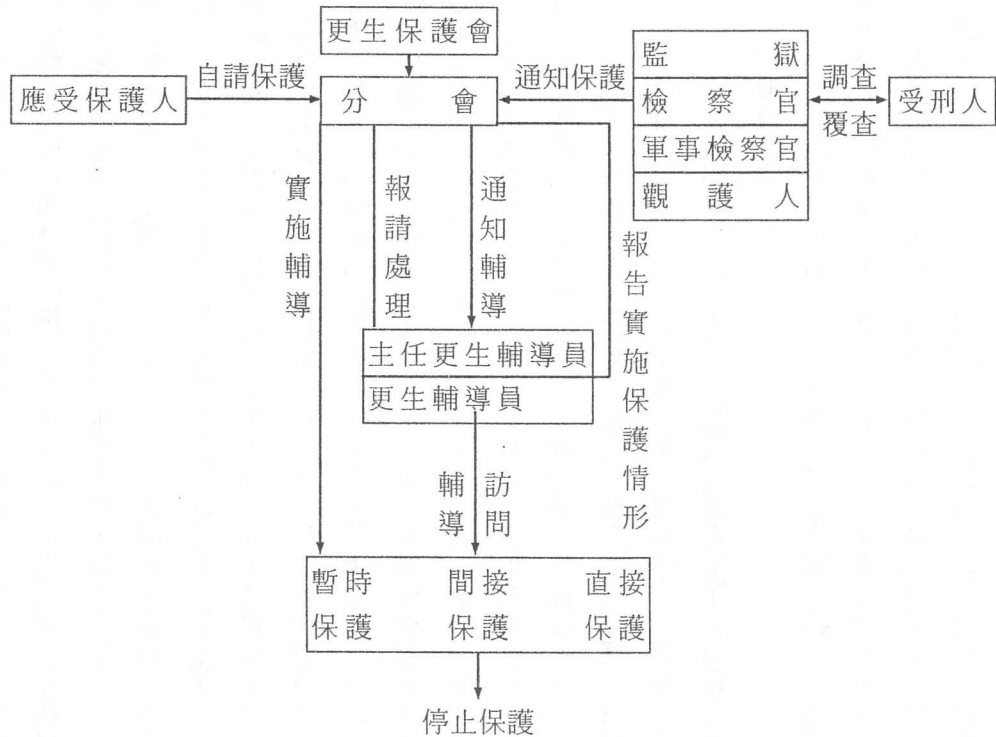 更生保護會
應受保護人
自請保護
分會
通知保護
監獄
檢察官
軍事檢察官
觀護人
調查
覆查
受刑人
實施輔導
報請處理
通知輔導
報告實施保護情形
主任更生輔導員
更生輔導員
輔導
訪問
暫時保護
間接保護
直接保護
停止保護